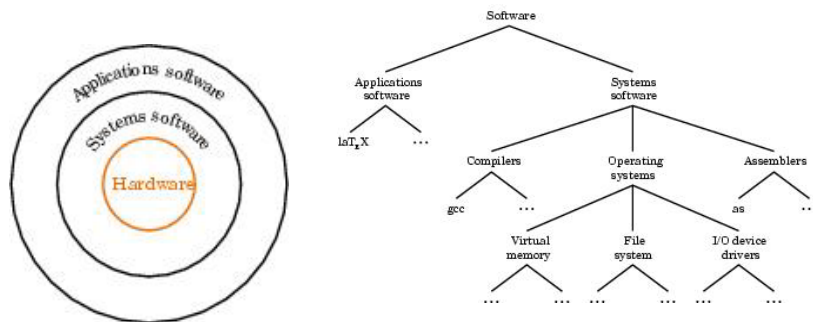 Applications software
Systems software
Hardware
Software
Applications
software
Systems
software
laTEX
...
Compilers
Operating
systems
Assemblers
gcc
...
as
..
Virtual
memory
File
system
I/O device
drivers
... ... ... ... ... ...